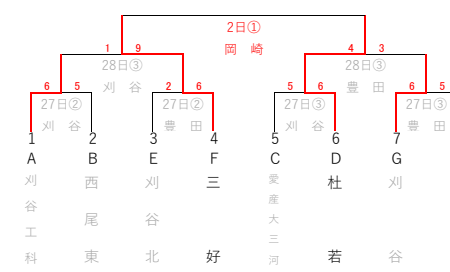 2日①
岡崎
1 9 4 3
28日③ 28日③
刈谷 豊田
6 5 2 6 5 6 6 5
27日② 27日② 27日③ 27日③
刈谷 豊田 刈谷 豊田
1 2 3 4 5 6 7
A B E F C D G
刈谷工科 西尾東 刈谷北 三好 愛産大三河 杜若 刈谷